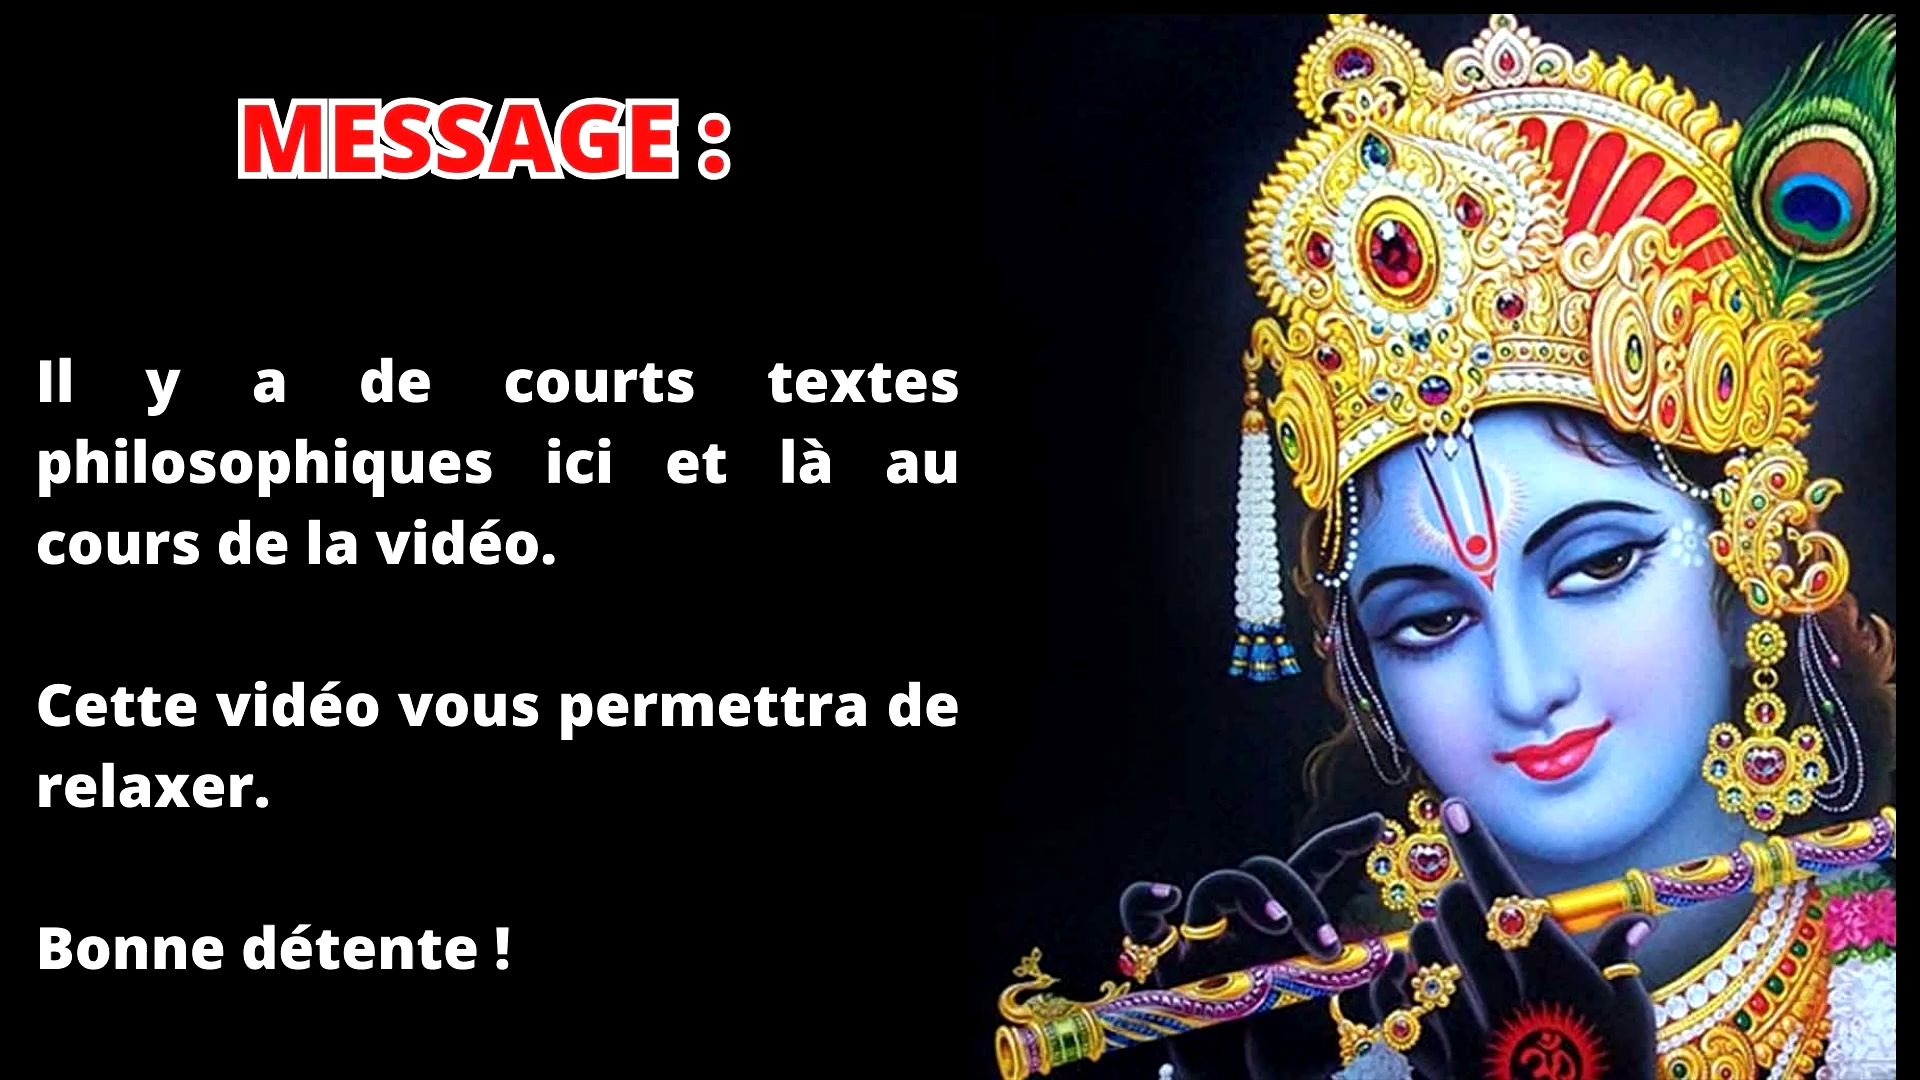 MESSAGE :
Il y a de courts textes
philosophiques ici et là au
cours de la vidéo.
Cette vidéo vous permettra de
relaxer.
Bonne détente !
ॐ